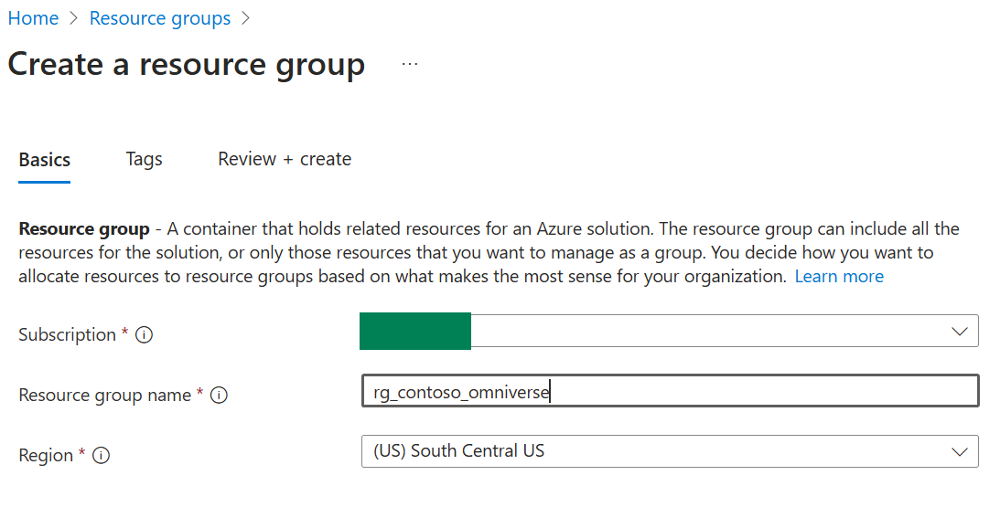 Home > Resource groups >
Create a resource group ...
Basics Tags Review + create
Resource group - A container that holds related resources for an Azure solution. The resource group can include all the
resources for the solution, or only those resources that you want to manage as a group. You decide how you want to
allocate resources to resource groups based on what makes the most sense for your organization. Learn more
Subscription * i
Resource group name * i rg_contoso_omniverse
Region * i (US) South Central US